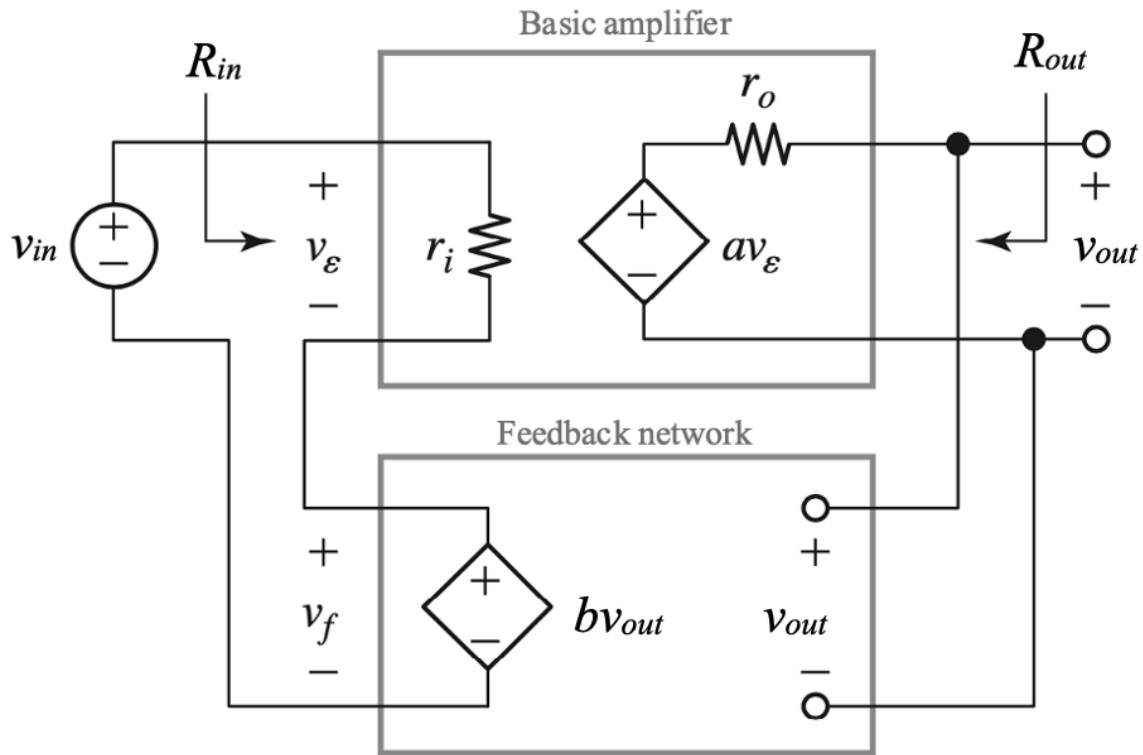 Basic amplifier
R_in
R_out
r_o
+
+
+
+
+
v_in
v_ε
r_i
av_ε
v_out
−
−
−
−
Feedback network
+
+
+
v_f
bv_out
v_out
−
−
−